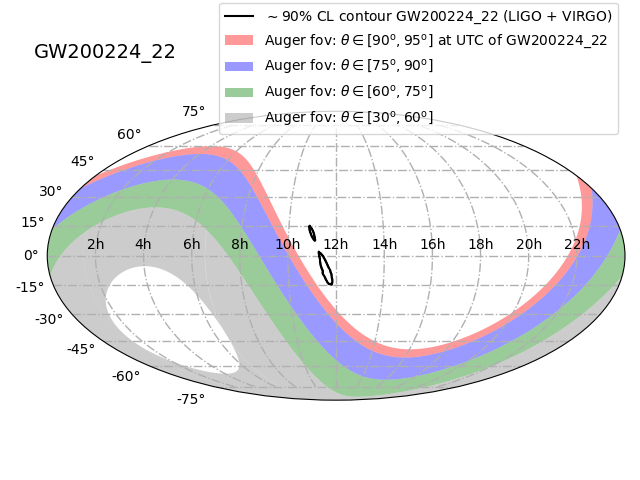 ~90% CL contour GW200224_22 (LIGO + VIRGO)
GW200224_22
Auger fov: θ ∈ [90°, 95°] at UTC of GW200224_22
Auger fov: θ ∈ [75°, 90°]
Auger fov: θ ∈ [60°, 75°]
Auger fov: θ ∈ [30°, 60°]
75°
60°
45°
30°
15°
0°
2h 4h 6h 8h 10h 12h 14h 16h 18h 20h 22h
-15°
-30°
-45°
-60°
-75°